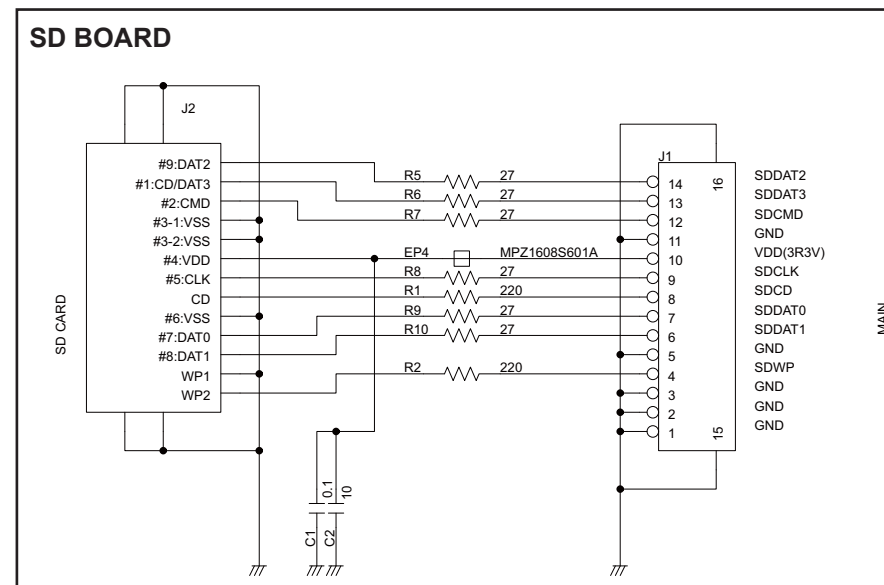 SD BOARD
J2
#9:DAT2
#1:CD/DAT3
#2:CMD
#3-1:VSS
#3-2:VSS
#4:VDD
#5:CLK
CD
#6:VSS
#7:DAT0
#8:DAT1
WP1
WP2
SD CARD
R5 27
R6 27
R7 27
EP4 MPZ1608S601A
R8 27
R1 220
R9 27
R10 27
R2 220
C1 0.1
C2 10
J1
16
14 SDDAT2
13 SDDAT3
12 SDCMD
11 GND
10 VDD(3R3V)
9 SDCLK
8 SDCD
7 SDDAT0
6 SDDAT1
5 GND
4 SDWP
3 GND
2 GND
1 GND
15
MAIN